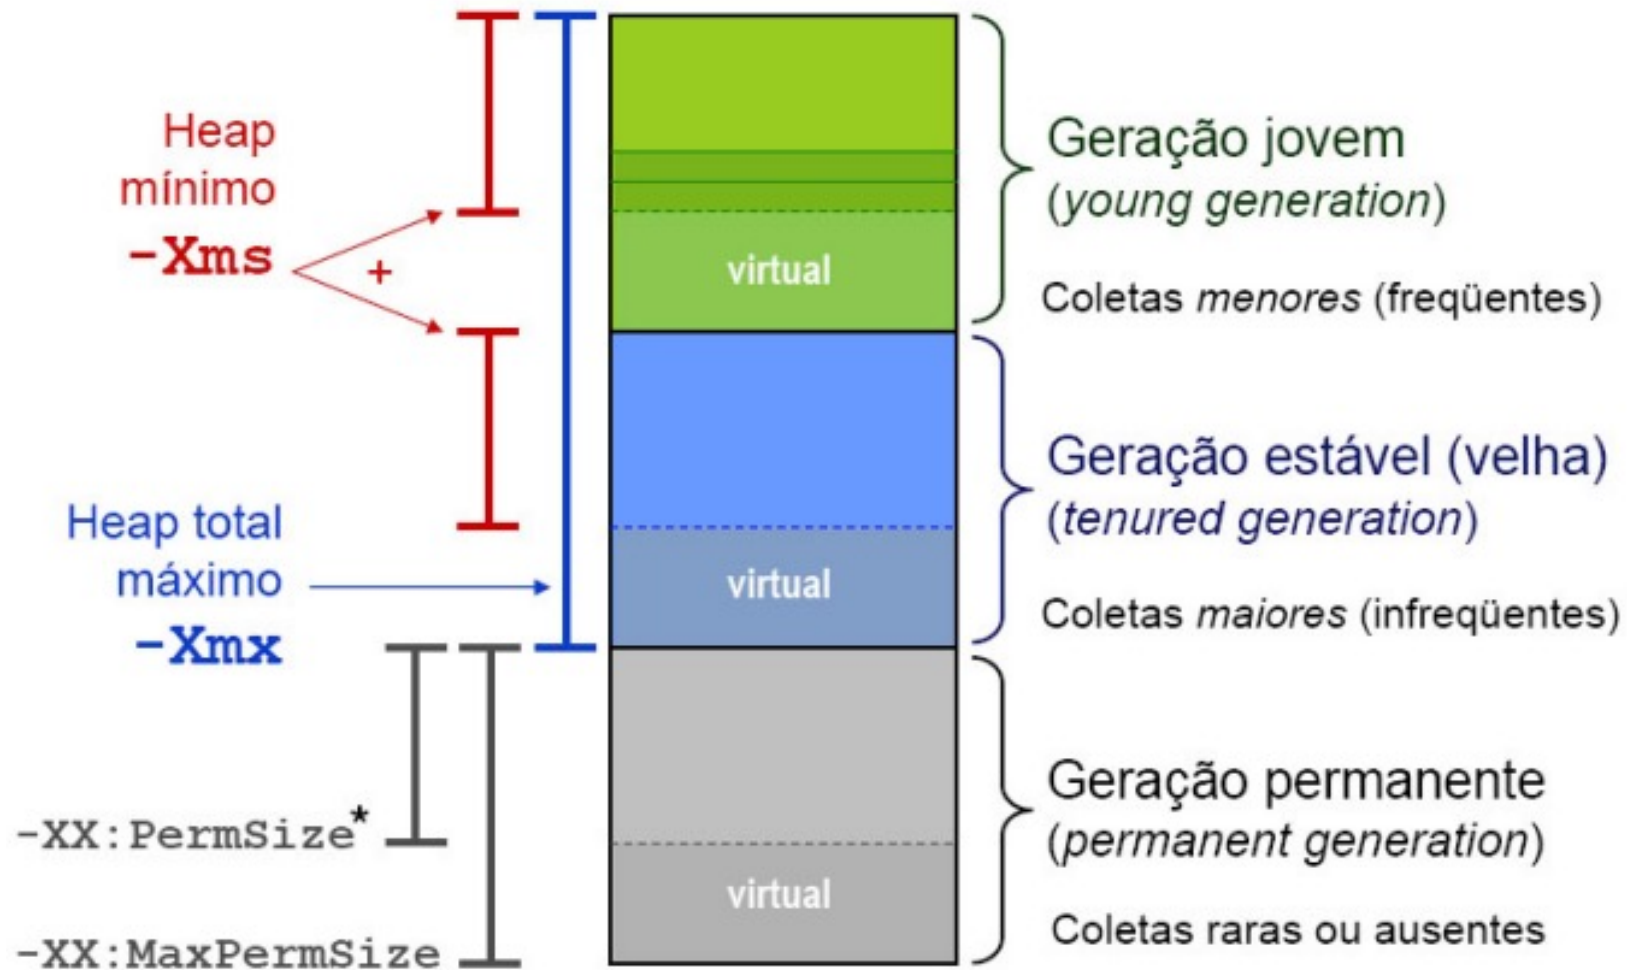 Heap
mínimo
-Xms
+
Heap total
máximo
-Xmx
-XX:PermSize*
-XX:MaxPermSize
virtual
virtual
virtual
Geração jovem
(young generation)
Coletas menores (freqüentes)
Geração estável (velha)
(tenured generation)
Coletas maiores (infreqüentes)
Geração permanente
(permanent generation)
Coletas raras ou ausentes